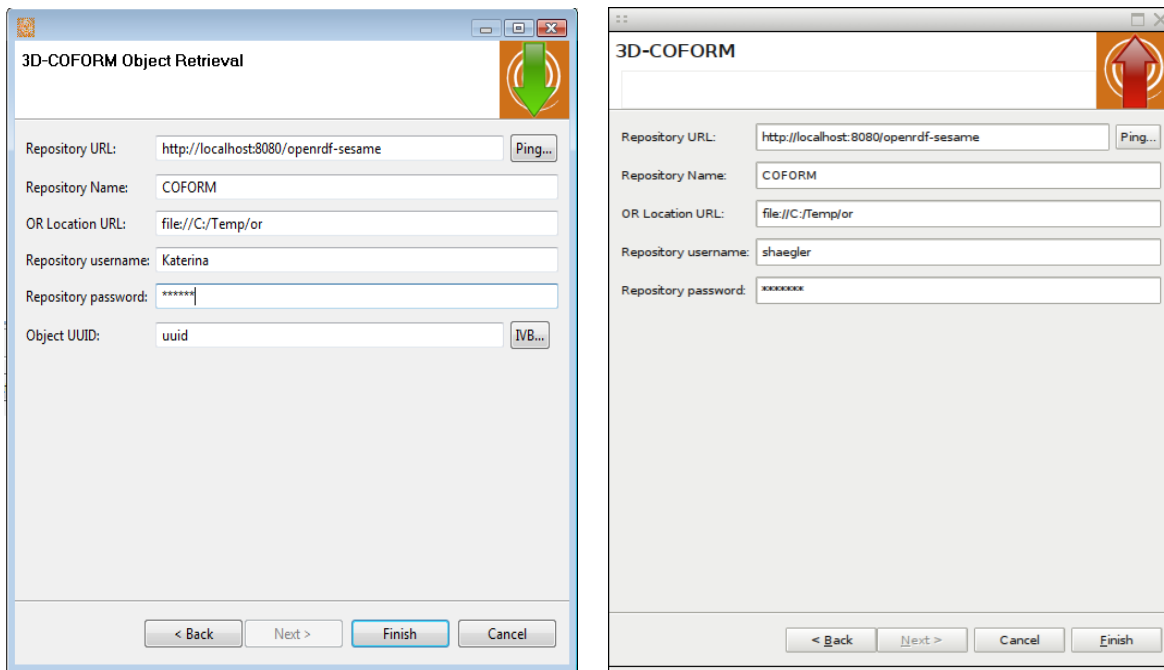 3D-COFORM Object Retrieval
Repository URL: http://localhost:8080/openrdf-sesame Ping...
Repository Name: COFORM
OR Location URL: file://C:/Temp/or
Repository username: Katerina
Repository password: ******
Object UUID: uuid IVB...
< Back Next > Finish Cancel
3D-COFORM
Repository URL: http://localhost:8080/openrdf-sesame Ping...
Repository Name: COFORM
OR Location URL: file://C:/Temp/or
Repository username: shaegler
Repository password: *******
< Back Next > Cancel Finish